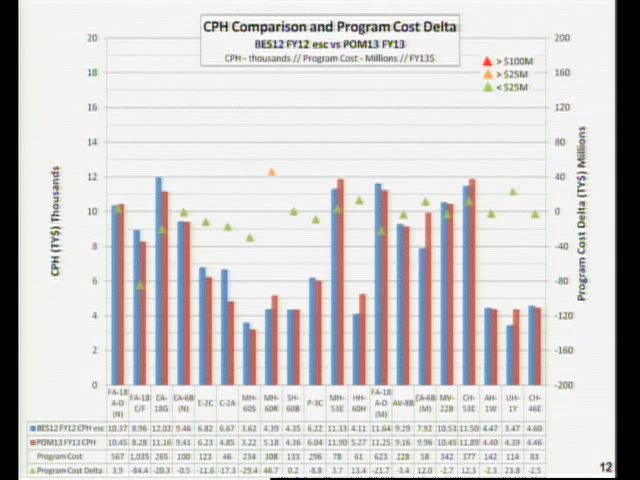 CPH Comparison and Program Cost Delta
BES12 FY12 esc vs POM13 FY13
CPH - thousands // Program Cost - Millions // FY13$
> $100M
> $25M
< $25M
CPH (TY$) Thousands
20
18
16
14
12
10
8
6
4
2
0
Program Cost Delta (TY$) Millions
200
160
120
80
40
0
-40
-80
-120
-160
-200
FA-18 A-D (N) FA-18 E/F EA-18G EA-6B (N) E-2C C-2A MH-60S MH-60R SH-60B P-3C MH-53E HH-60H FA-18 A-D (M) AV-8B EA-6B (M) MV-22B CH-53E AH-1W UH-1Y CH-46E
BES12 FY12 CPH esc 10.37 8.96 12.02 9.46 6.82 6.67 3.62 4.39 4.35 6.22 11.33 4.11 11.64 9.29 7.92 10.53 11.50 4.47 3.47 4.60
POM13 FY13 CPH 10.45 8.28 11.16 9.41 6.23 4.85 3.22 5.18 4.36 6.04 11.90 5.27 11.25 9.16 9.96 10.45 11.89 4.40 4.39 4.46
Program Cost 567 1,035 265 100 123 46 234 308 133 296 78 61 623 228 58 342 377 142 114 83
Program Cost Delta 3.9 -84.4 -20.3 -0.5 -11.6 -17.3 -29.4 46.7 0.2 -8.8 3.7 13.4 -21.7 -3.4 12.0 -2.7 12.3 -2.3 23.8 -2.5
12